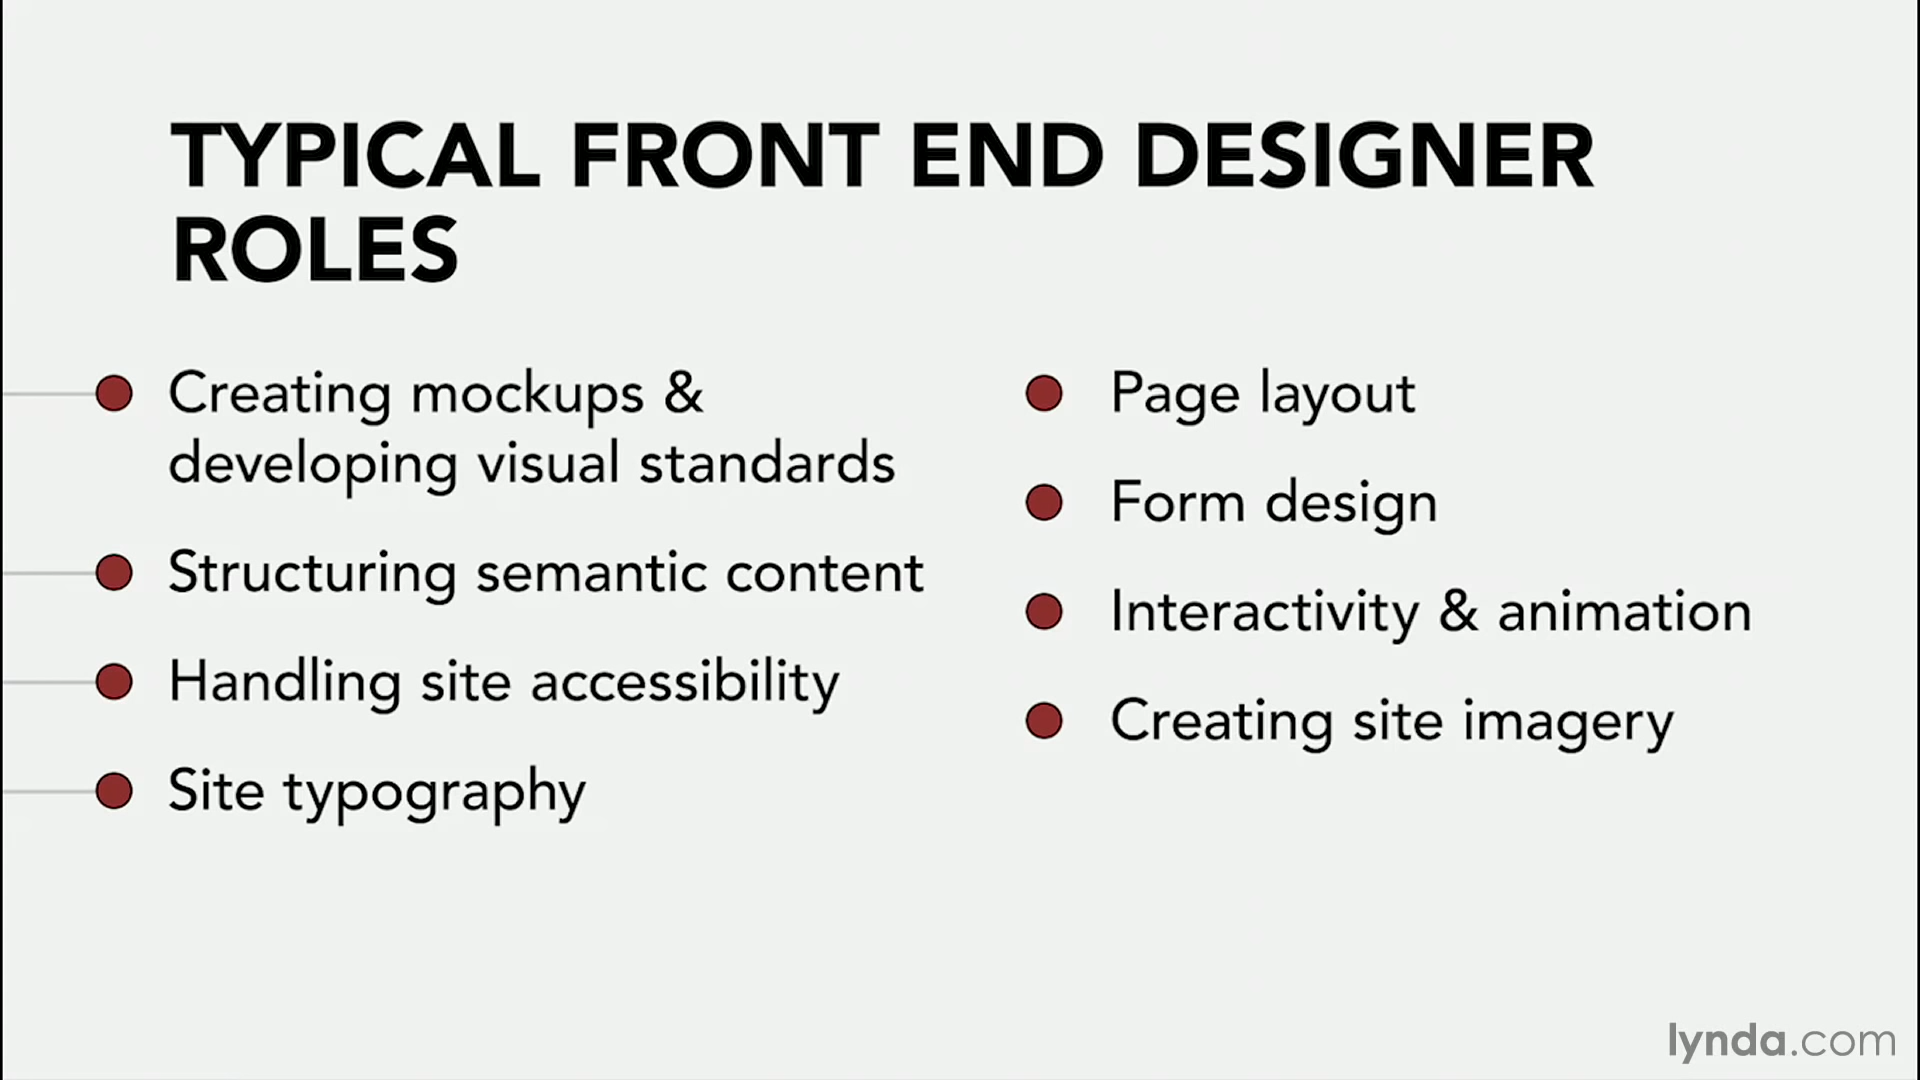 TYPICAL FRONT END DESIGNER
ROLES
Creating mockups &
developing visual standards
Structuring semantic content
Handling site accessibility
Site typography
Page layout
Form design
Interactivity & animation
Creating site imagery
lynda.com